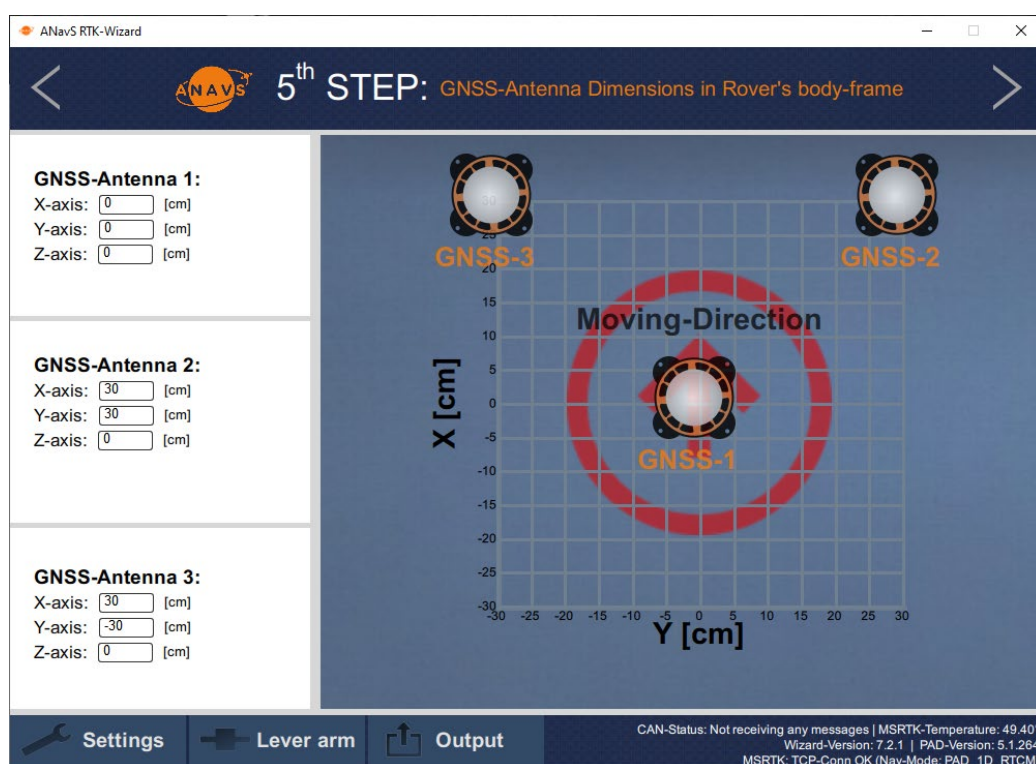 ANavS RTK-Wizard
ANAVS
5th STEP: GNSS-Antenna Dimensions in Rover's body-frame
GNSS-Antenna 1:
X-axis: 0 [cm]
Y-axis: 0 [cm]
Z-axis: 0 [cm]
GNSS-Antenna 2:
X-axis: 30 [cm]
Y-axis: 30 [cm]
Z-axis: 0 [cm]
GNSS-Antenna 3:
X-axis: 30 [cm]
Y-axis: -30 [cm]
Z-axis: 0 [cm]
30
25
GNSS-3
GNSS-2
20
15
Moving-Direction
10
5
X [cm]
0
-5
GNSS-1
-10
-15
-20
-25
-30
-30 -25 -20 -15 -10 -5 0 5 10 15 20 25 30
Y [cm]
Settings
Lever arm
Output
CAN-Status: Not receiving any messages | MSRTK-Temperature: 49.40
Wizard-Version: 7.2.1 | PAD-Version: 5.1.264
MSRTK: TCP-Conn OK (Nav-Mode: PAD_1D_RTCM